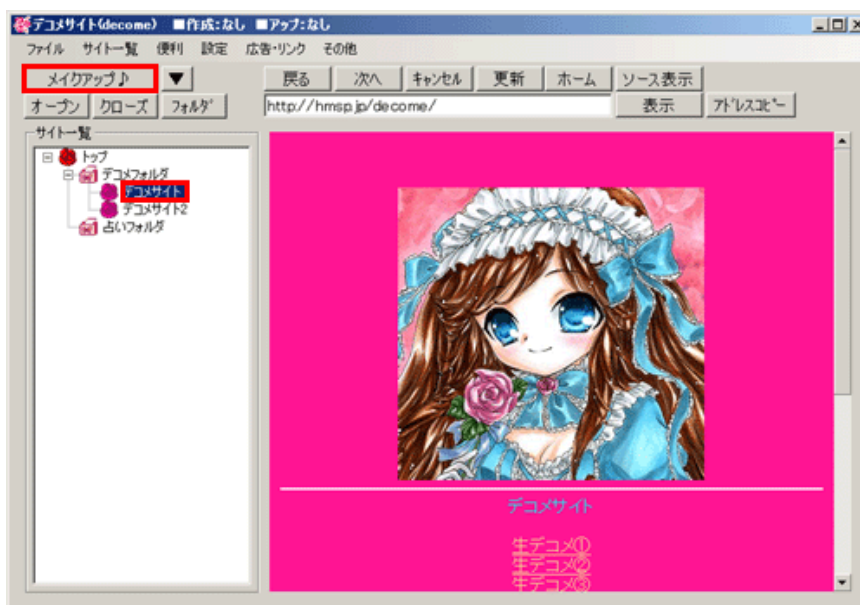 デコメサイト(decome) ■作成:なし ■アップ:なし
ファイル サイト一覧 便利 設定 広告・リンク その他
メイクアップ♪ ▼ 戻る 次へ キャンセル 更新 ホーム ソース表示
オープン クローズ フォルダ http://hmsp.jp/decome/ 表示 アドレスコピー
サイト一覧
トップ
デコメフォルダ
デコメサイト
デコメサイト2
占いフォルダ
デコメサイト
生デコメ①
生デコメ②
生デコメ③